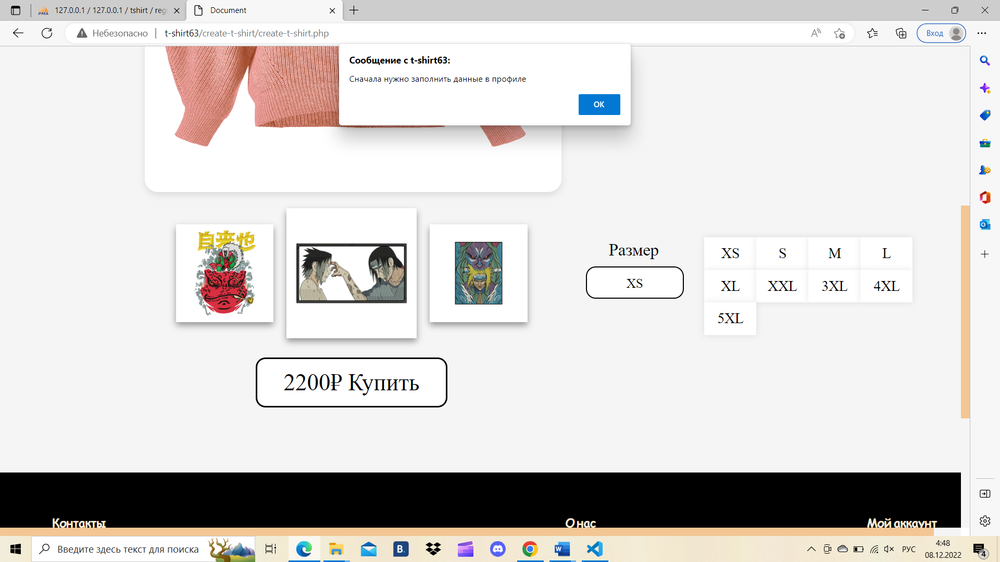 127.0.0.1 / 127.0.0.1 / tshirt / reg
Document
Небезопасно
t-shirt63/create-t-shirt/create-t-shirt.php
Вход
Сообщение с t-shirt63:
Сначала нужно заполнить данные в профиле
OK
自来也
Размер
XS
XS S M L
XL XXL 3XL 4XL
5XL
2200₽ Купить
Контакты
О нас
Мой аккаунт
Введите здесь текст для поиска
РУС
4:48
08.12.2022
4